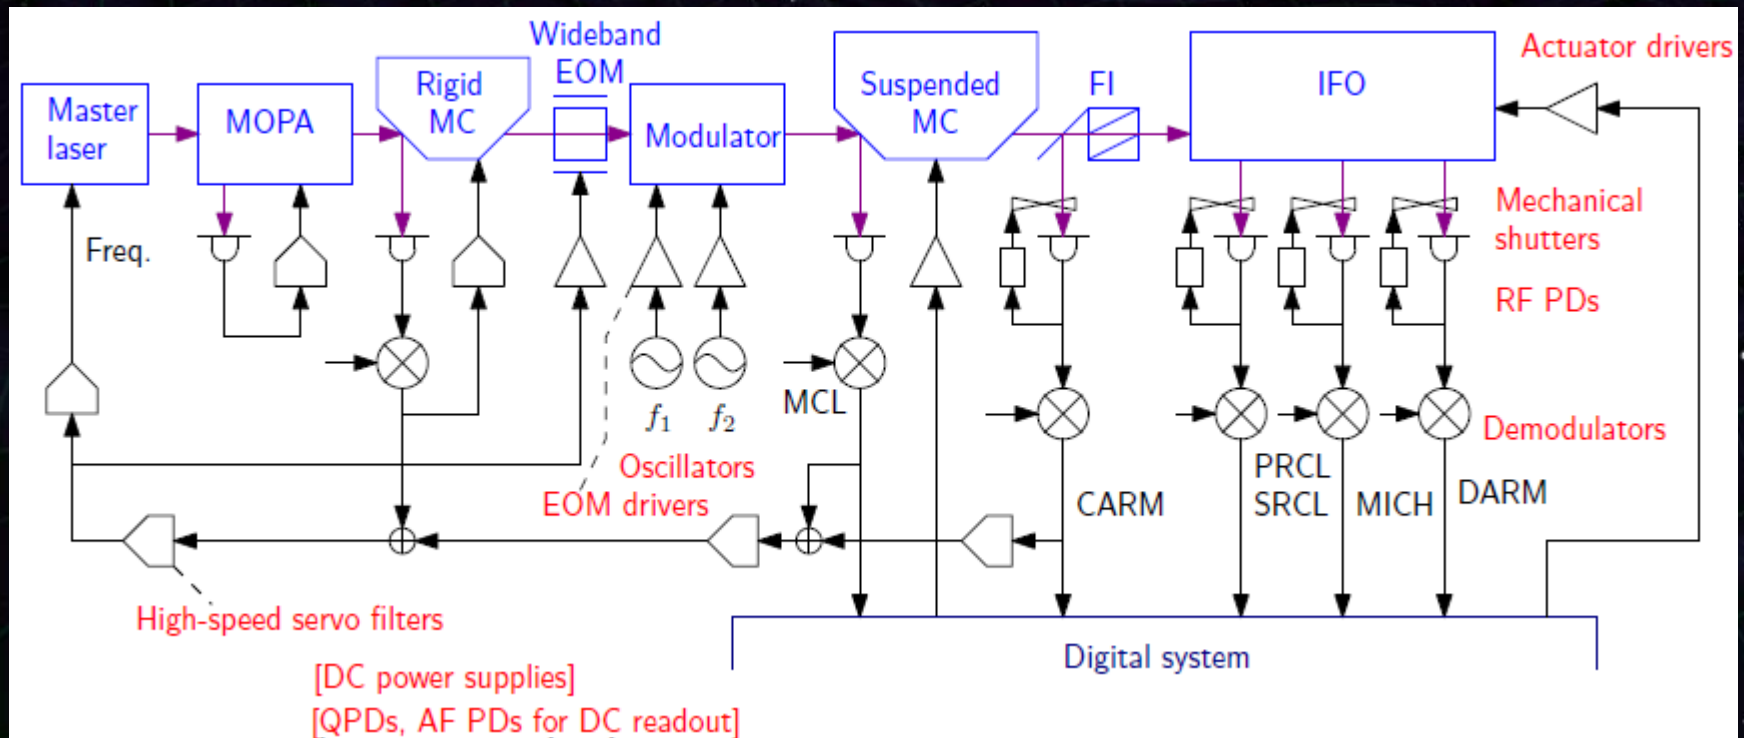 Wideband
EOM
Actuator drivers
Master
laser
MOPA
Rigid
MC
Modulator
Suspended
MC
FI
IFO
Freq.
Mechanical
shutters
RF PDs
f₁
f₂
MCL
Demodulators
Oscillators
EOM drivers
CARM
PRCL
SRCL
MICH
DARM
High-speed servo filters
Digital system
[DC power supplies]
[QPDs, AF PDs for DC readout]